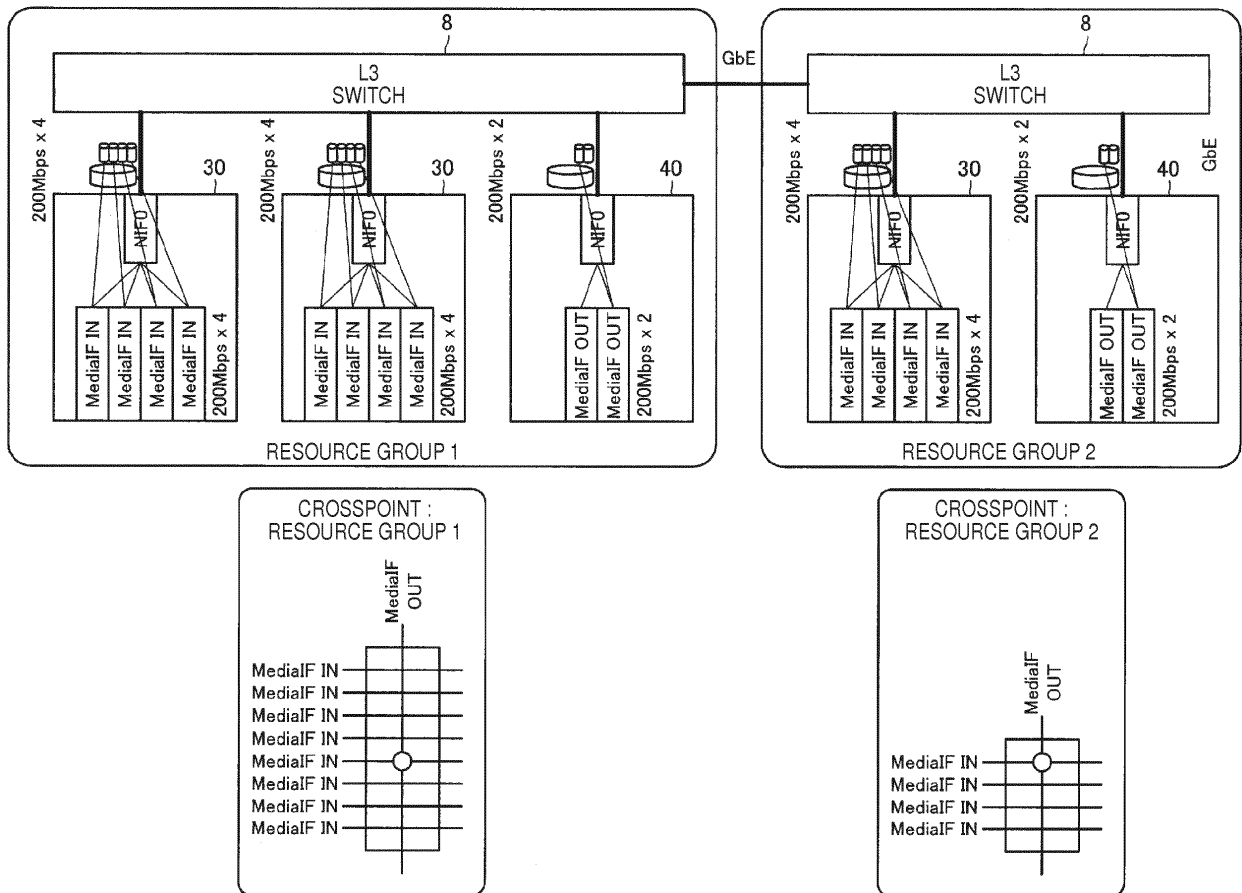 8
L3
SWITCH
GbE
8
L3
SWITCH
200Mbps x 4
30
200Mbps x 4
30
200Mbps x 2
40
200Mbps x 4
30
200Mbps x 2
40
GbE
NIF0
NIF0
NIF0
NIF0
NIF0
MediaIF IN
MediaIF IN
MediaIF IN
MediaIF IN
200Mbps x 4
MediaIF IN
MediaIF IN
MediaIF IN
MediaIF IN
200Mbps x 4
MediaIF OUT
MediaIF OUT
200Mbps x 2
MediaIF IN
MediaIF IN
MediaIF IN
MediaIF IN
200Mbps x 4
MediaIF OUT
MediaIF OUT
200Mbps x 2
RESOURCE GROUP 1
RESOURCE GROUP 2
CROSSPOINT :
RESOURCE GROUP 1
MediaIF
OUT
MediaIF IN
MediaIF IN
MediaIF IN
MediaIF IN
MediaIF IN
MediaIF IN
MediaIF IN
MediaIF IN
CROSSPOINT :
RESOURCE GROUP 2
MediaIF
OUT
MediaIF IN
MediaIF IN
MediaIF IN
MediaIF IN